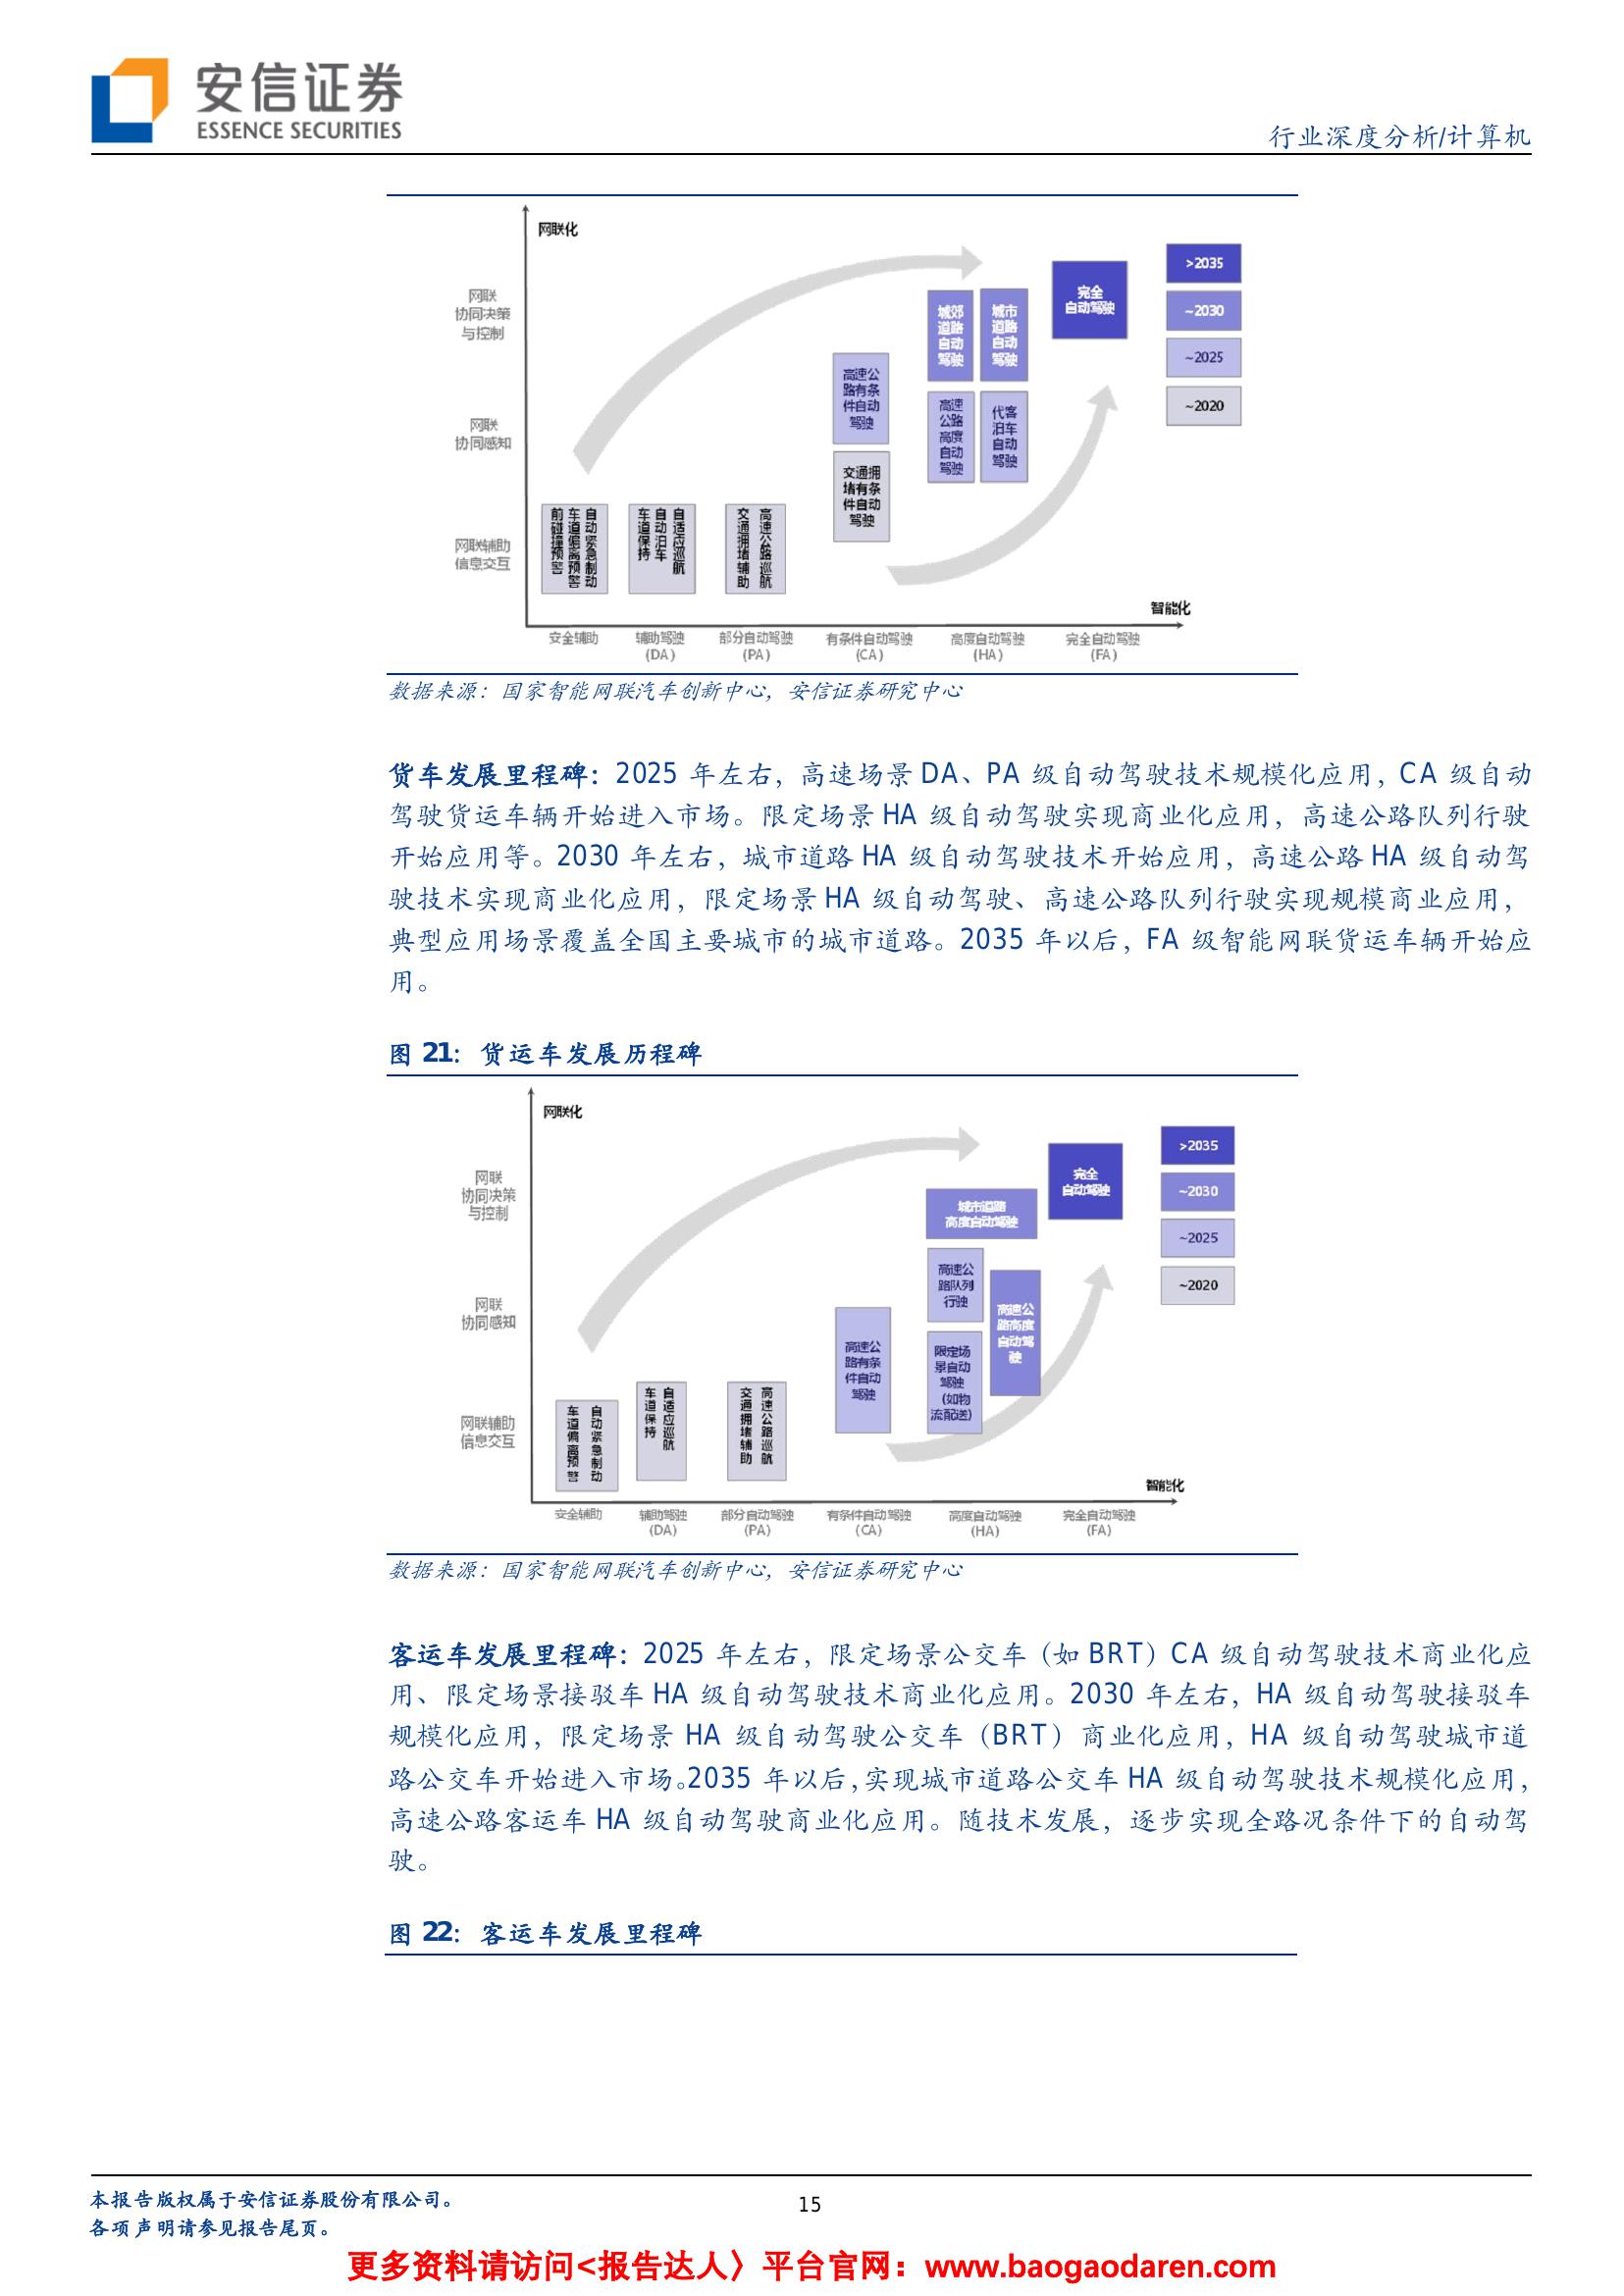 安信证券
ESSENCE SECURITIES
行业深度分析/计算机
网联化
网联
协同决策
与控制
网联
协同感知
网联辅助
信息交互
前碰撞预警
车道偏离预警
自动紧急制动
车道保持
自动泊车
自适应巡航
交通拥堵辅助
高速公路巡航
高速公
路有条
件自动
驾驶
交通拥
堵有条
件自动
驾驶
城郊
道路
自动
驾驶
城市
道路
自动
驾驶
高速
公路
高度
自动
驾驶
代客
泊车
自动
驾驶
完全
自动驾驶
>2035
~2030
~2025
~2020
智能化
安全辅助
辅助驾驶
(DA)
部分自动驾驶
(PA)
有条件自动驾驶
(CA)
高度自动驾驶
(HA)
完全自动驾驶
(FA)
数据来源：国家智能网联汽车创新中心，安信证券研究中心
货车发展里程碑：2025 年左右，高速场景 DA、PA 级自动驾驶技术规模化应用，CA 级自动
驾驶货运车辆开始进入市场。限定场景 HA 级自动驾驶实现商业化应用，高速公路队列行驶
开始应用等。2030 年左右，城市道路 HA 级自动驾驶技术开始应用，高速公路 HA 级自动驾
驶技术实现商业化应用，限定场景 HA 级自动驾驶、高速公路队列行驶实现规模商业应用，
典型应用场景覆盖全国主要城市的城市道路。2035 年以后，FA 级智能网联货运车辆开始应
用。
图 21：货运车发展历程碑
网联化
网联
协同决策
与控制
网联
协同感知
网联辅助
信息交互
车道偏离预警
自动紧急制动
车道保持
自适应巡航
交通拥堵辅助
高速公路巡航
高速公
路有条
件自动
驾驶
城市道路
高度自动驾驶
高速公
路队列
行驶
限定场
景自动
驾驶
（如物
流配送）
高速公
路高度
自动驾
驶
完全
自动驾驶
>2035
~2030
~2025
~2020
智能化
安全辅助
辅助驾驶
(DA)
部分自动驾驶
(PA)
有条件自动驾驶
(CA)
高度自动驾驶
(HA)
完全自动驾驶
(FA)
数据来源：国家智能网联汽车创新中心，安信证券研究中心
客运车发展里程碑：2025 年左右，限定场景公交车（如 BRT）CA 级自动驾驶技术商业化应
用、限定场景接驳车 HA 级自动驾驶技术商业化应用。2030 年左右，HA 级自动驾驶接驳车
规模化应用，限定场景 HA 级自动驾驶公交车（BRT）商业化应用，HA 级自动驾驶城市道
路公交车开始进入市场。2035 年以后，实现城市道路公交车 HA 级自动驾驶技术规模化应用，
高速公路客运车 HA 级自动驾驶商业化应用。随技术发展，逐步实现全路况条件下的自动驾
驶。
图 22：客运车发展里程碑
本报告版权属于安信证券股份有限公司。
各项声明请参见报告尾页。
15
更多资料请访问<报告达人〉平台官网：www.baogaodaren.com